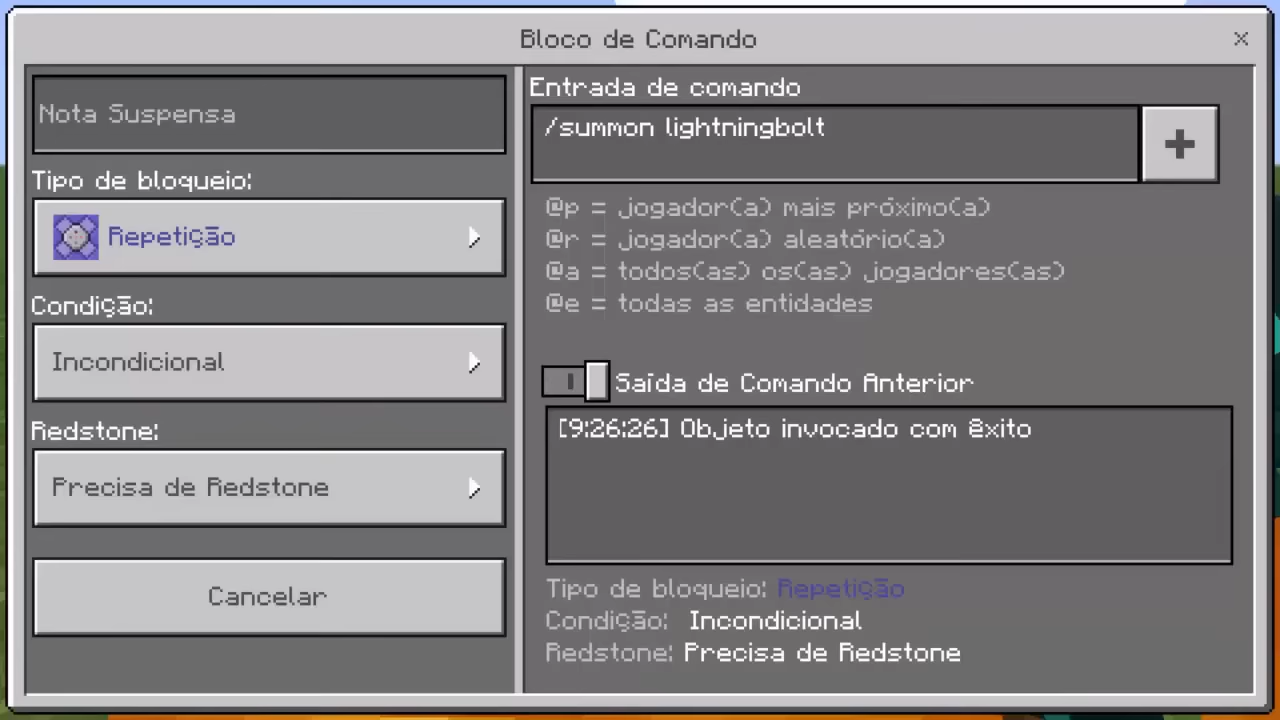 Bloco de Comando
Nota Suspensa
Tipo de bloqueio:
Repetição
Condição:
Incondicional
Redstone:
Precisa de Redstone
Cancelar
Entrada de comando
/summon lightningbolt
@p = jogador(a) mais próximo(a)
@r = jogador(a) aleatório(a)
@a = todos(as) os(as) jogadores(as)
@e = todas as entidades
Saída de Comando Anterior
[9:26:26] Objeto invocado com êxito
Tipo de bloqueio: Repetição
Condição: Incondicional
Redstone: Precisa de Redstone